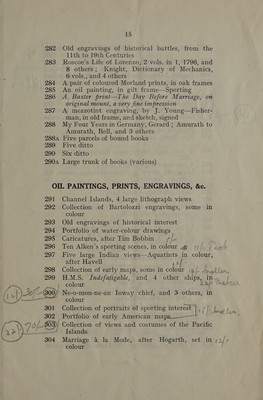 15
282 Old engravings of historical battles, from the
11th to 19th Centuries
283 Roscoe's Life of Lorenzo, 2 vols. in 1, 1796, and
8 others; Knight, Dictionary of Mechanics,
6 vols., and 4 others
284 A pair of coloured Morland prints, in oak frames
285 An oil painting, in gilt frame—Sporting
286 A Baxter print—The Day Before Marriage, on
original mount, a very fine impression
287 A mezzotint engraving, by J. Young—Fisher-
man, in old frame, and sketch, signed
288 My Four Years in Germany, Gerard; Amurath to
Amurath, Bell, and 3 others
288A Five parcels of bound books
289 Five ditto
290 Six ditto
290A Large trunk of books (various)
OIL PAINTINGS, PRINTS, ENGRAVINGS, &c.
291 Channel Islands, 4 large lithograph views
292 Collection of Bartolozzi engravings, some in
colour
293 Old engravings of historical interest
294 Portfolio of water-colour drawings
295 Caricatures, after Tim Bobbin
296 Ten Alken's sporting scenes, in colour
297 Five large Indian views—Aquatints in colour,
after Havell
298 Collection of early maps, some in colour
299 H.M.S. Indefatigable, and 4 other ships, in
colour
300 Ne-o-mon-ne-an Ioway chief, and 3 others, in
colour
301 Collection of portraits of sporting interest
302 Portfolio of early American maps
303 Collection of views and costumes of the Pacific
Islands
304 Marriage à la Mode, after Hogarth, set in
colour